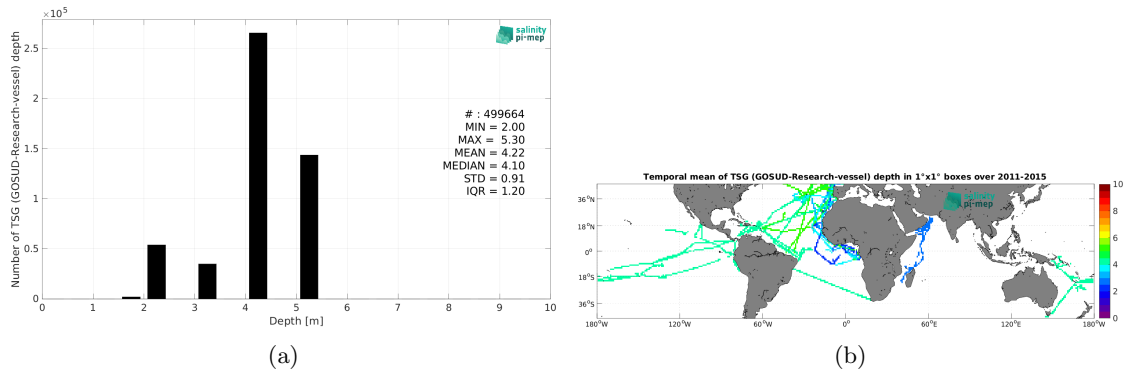 ×10⁵
Number of TSG (GOSUD-Research-vessel) depth
2.5
2
1.5
1
0.5
0
0 1 2 3 4 5 6 7 8 9 10
Depth [m]
salinity
pi-mep
# : 499664
MIN = 2.00
MAX = 5.30
MEAN = 4.22
MEDIAN = 4.10
STD = 0.91
IQR = 1.20
(a)
Temporal mean of TSG (GOSUD-Research-vessel) depth in 1°x1° boxes over 2011-2015
salinity
pi-mep
36°N
18°N
0°
18°S
36°S
180°W 120°W 60°W 0° 60°E 120°E 180°W
10
8
6
4
2
0
(b)